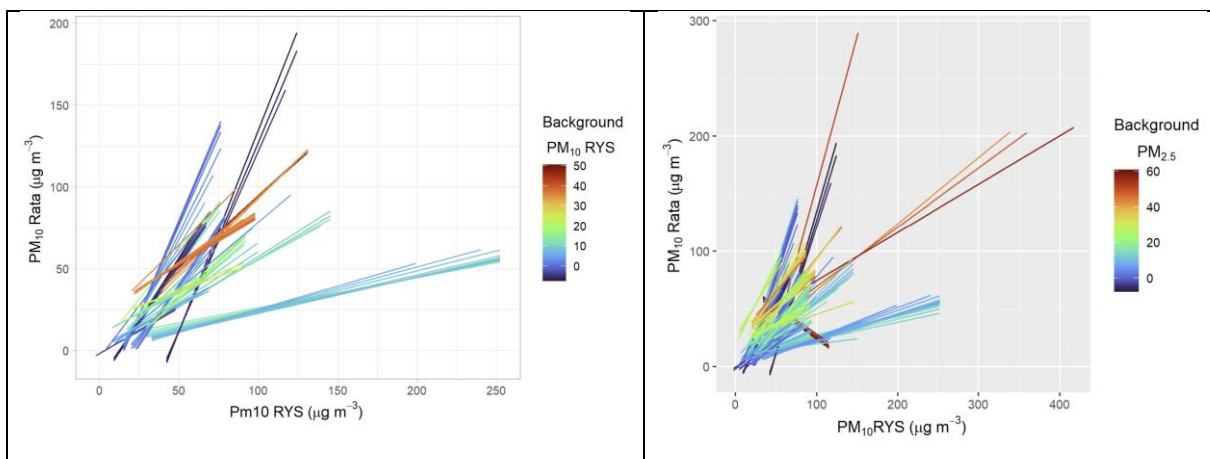 200
150
100
50
0
PM₁₀ Rata (µg m⁻³)
0 50 100 150 200 250
Pm10 RYS (µg m⁻³)
Background
PM₁₀ RYS
50
40
30
20
10
0
300
200
100
0
PM₁₀ Rata (µg m⁻³)
0 100 200 300 400
PM₁₀RYS (µg m⁻³)
Background
PM₂.₅
60
40
20
0